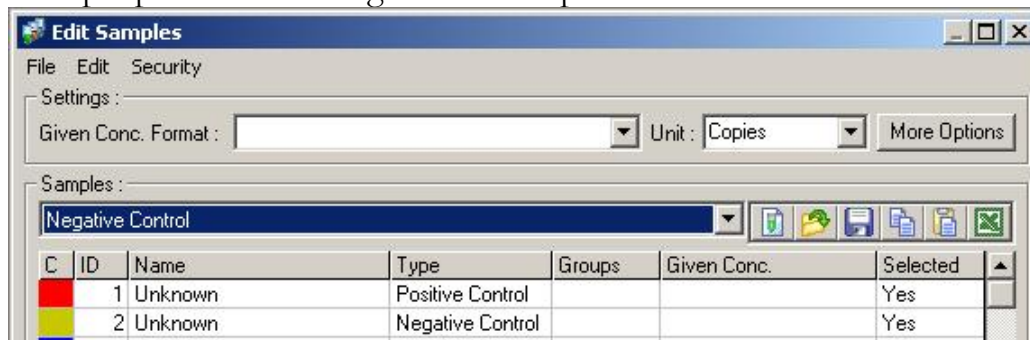 Edit Samples
File Edit Security
Settings :
Given Conc. Format : Unit : Copies More Options
Samples :
Negative Control
C ID Name Type Groups Given Conc. Selected
1 Unknown Positive Control Yes
2 Unknown Negative Control Yes